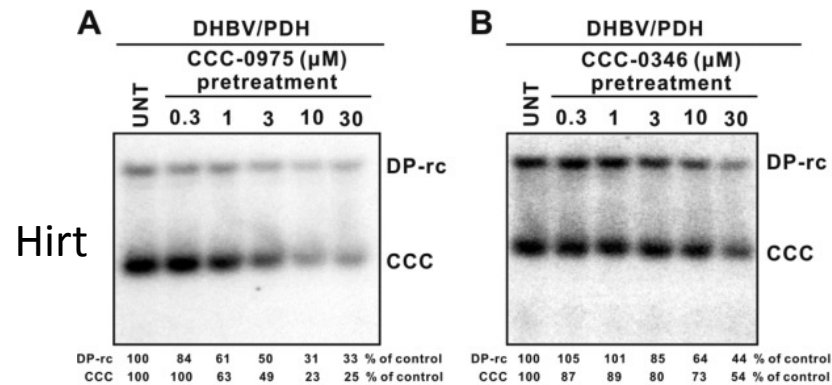 A
DHBV/PDH
CCC-0975 (μM)
pretreatment
UNT 0.3 1 3 10 30
DP-rc
CCC
DP-rc 100 84 61 50 31 33 % of control
CCC 100 100 63 49 23 25 % of control
Hirt
B
DHBV/PDH
CCC-0346 (μM)
pretreatment
UNT 0.3 1 3 10 30
DP-rc
CCC
DP-rc 100 105 101 85 64 44 % of control
CCC 100 87 89 80 73 54 % of control